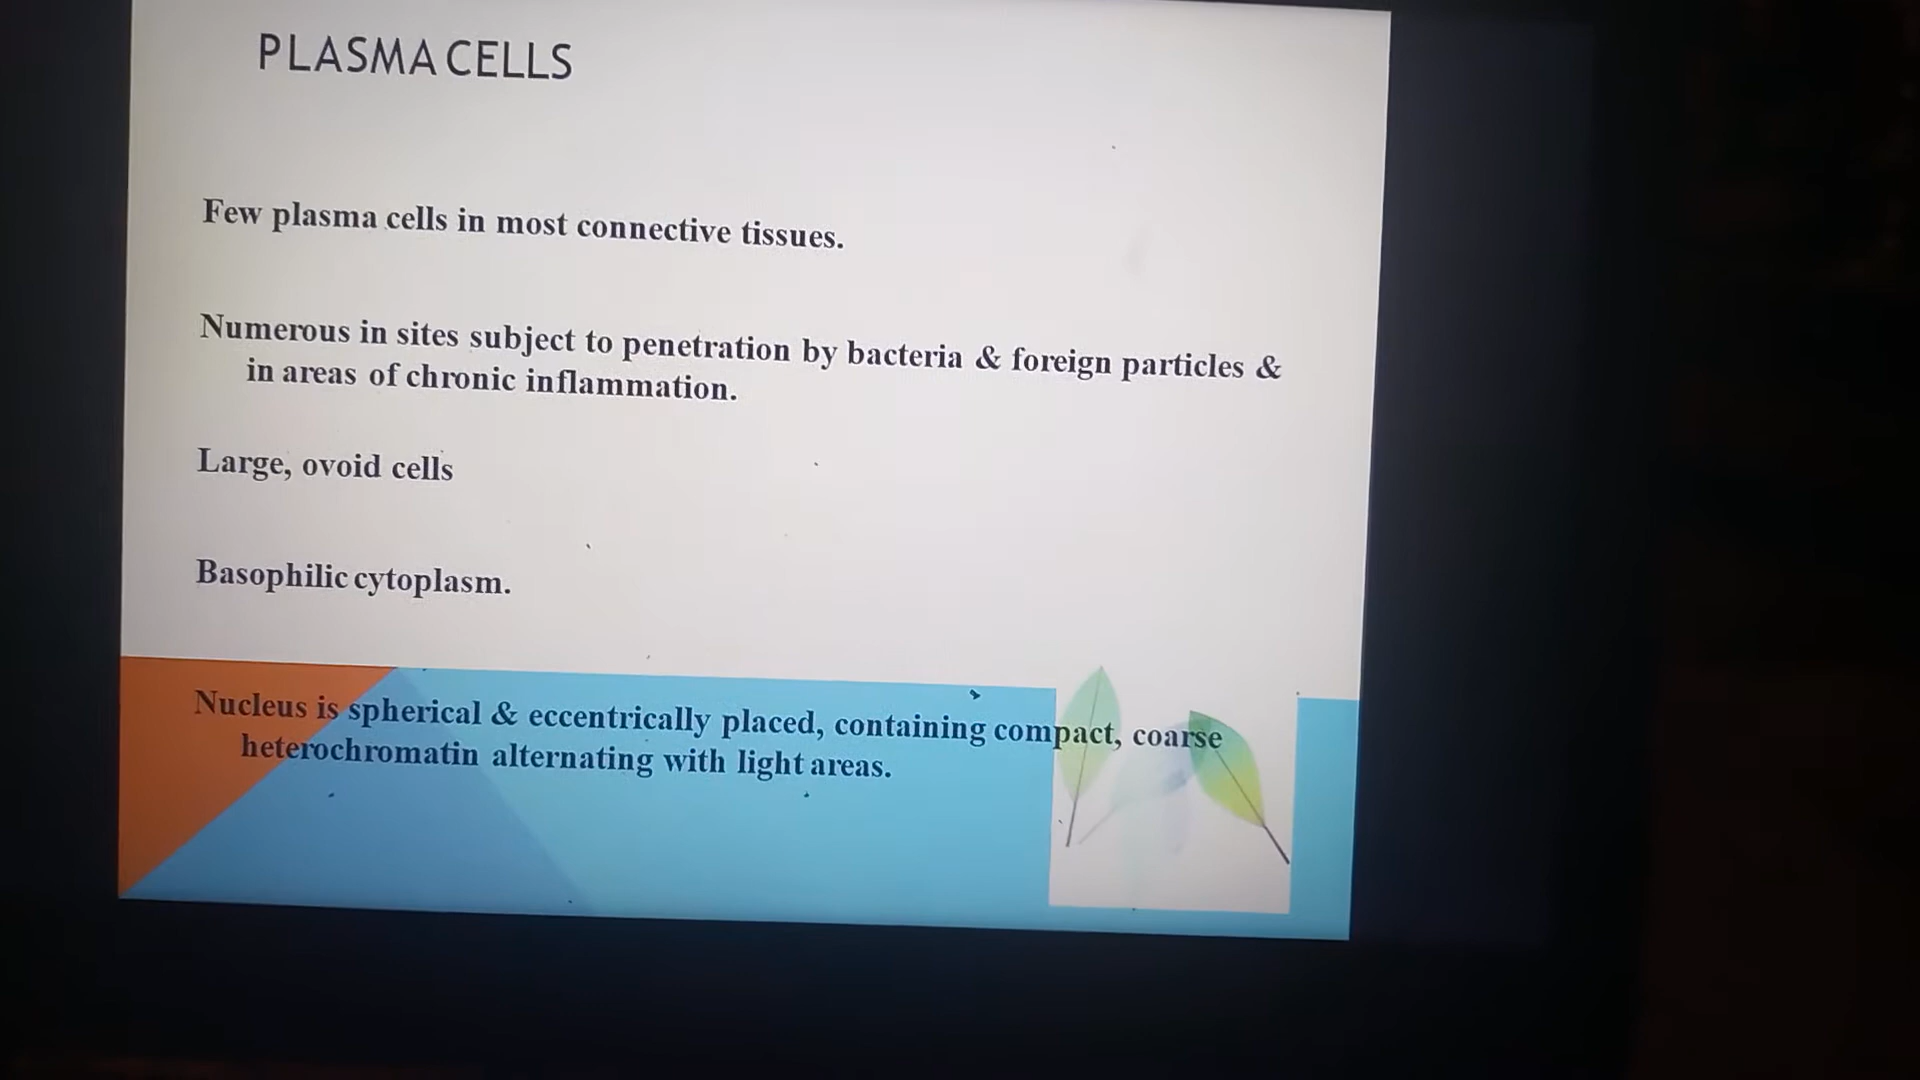 PLASMA CELLS
Few plasma cells in most connective tissues.
Numerous in sites subject to penetration by bacteria & foreign particles &
in areas of chronic inflammation.
Large, ovoid cells
Basophilic cytoplasm.
Nucleus is spherical & eccentrically placed, containing compact, coarse
heterochromatin alternating with light areas.